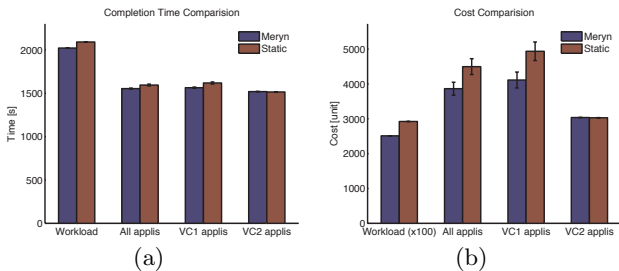 Completion Time Comparision
Meryn
Static
Time [s]
2000
1500
1000
500
0
Workload
All applis
VC1 applis
VC2 applis
(a)
Cost Comparision
Meryn
Static
Cost [unit]
5000
4000
3000
2000
1000
0
Workload (x100)
All applis
VC1 applis
VC2 applis
(b)